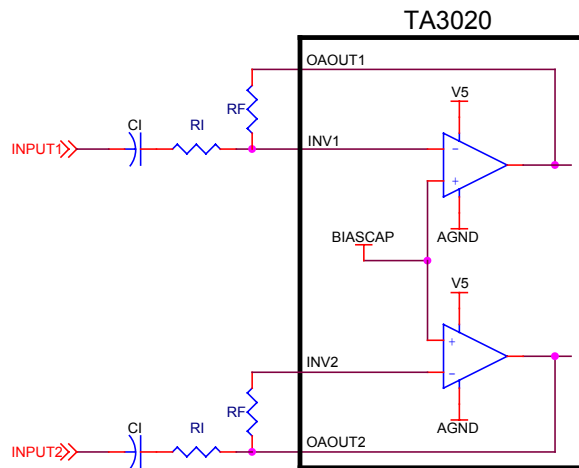 TA3020
OAOUT1
V5
CI
RI
RF
INPUT1
INV1
AGND
BIASCAP
V5
INV2
CI
RI
RF
AGND
INPUT2
OAOUT2